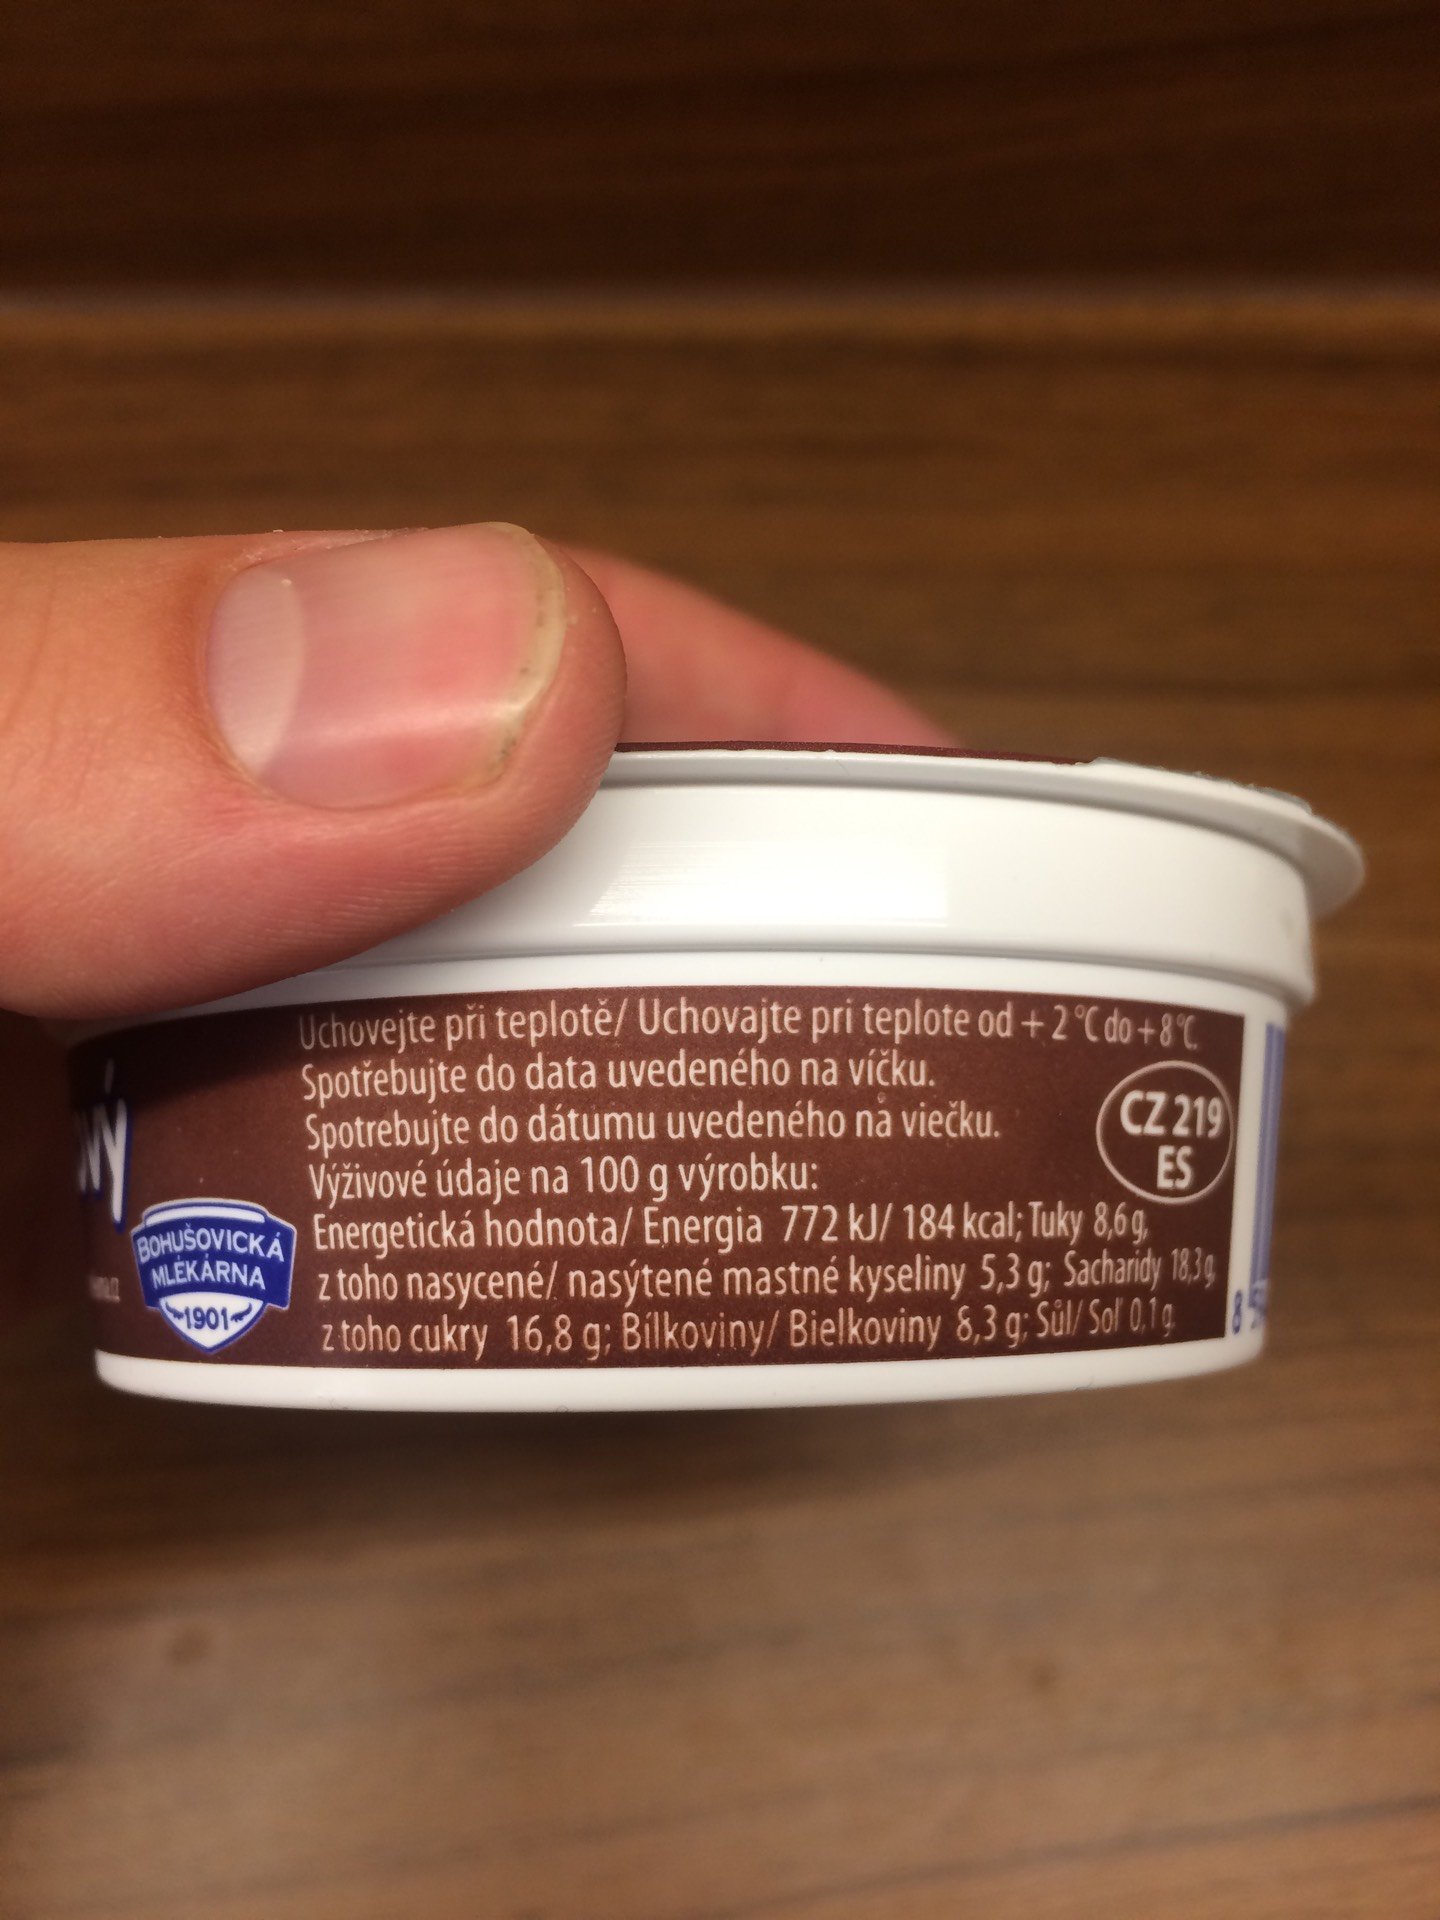 Uchovejte při teplotě/ Uchovajte pri teplote od + 2 °C do + 8 °C.
Spotřebujte do data uvedeného na víčku.
Spotrebujte do dátumu uvedeného na viečku.
Výživové údaje na 100 g výrobku:
Energetická hodnota/ Energia 772 kJ/ 184 kcal; Tuky 8,6 g,
z toho nasycené/ nasýtené mastné kyseliny 5,3 g; Sacharidy 18,3 g,
z toho cukry 16,8 g; Bílkoviny/ Bielkoviny 8,3 g; Sůl/ Soľ 0,1 g.
CZ 219
ES
BOHUŠOVICKÁ
MLÉKÁRNA
1901
8